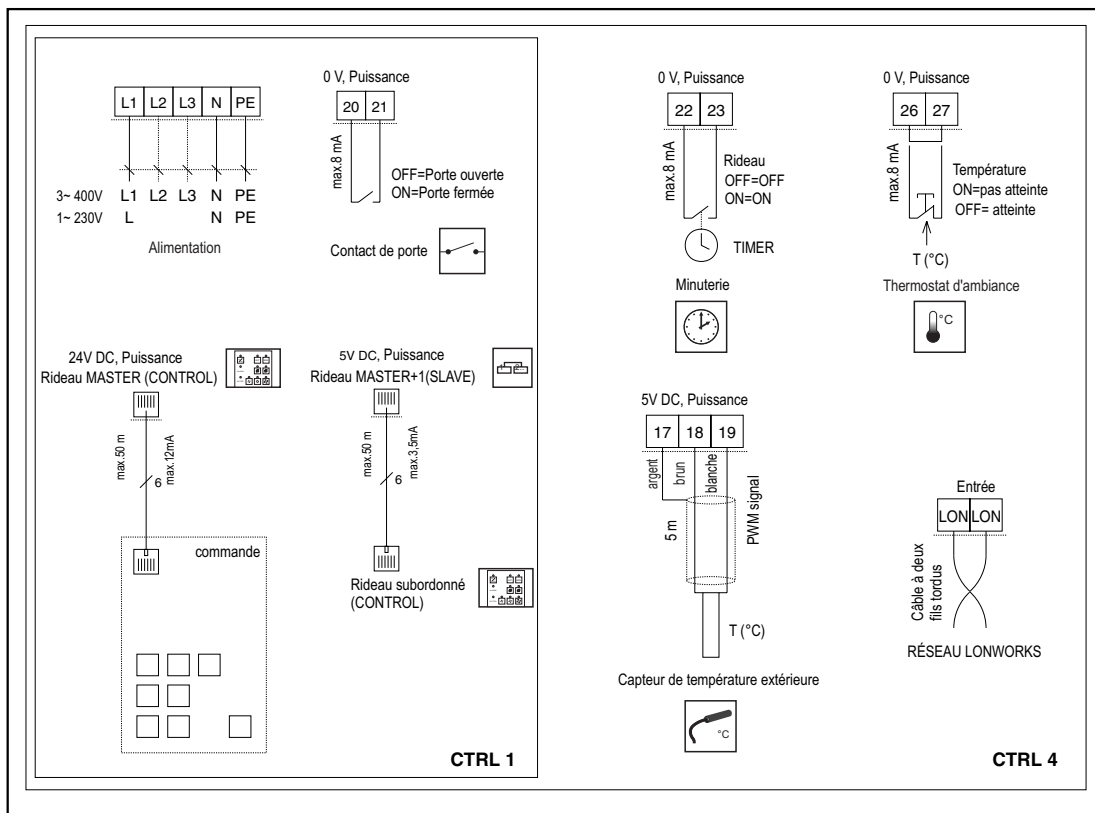 L1 L2 L3 N PE
3~ 400V L1 L2 L3 N PE
1~ 230V L N PE
Alimentation
0 V, Puissance
20 21
max.8 mA
OFF=Porte ouverte
ON=Porte fermée
Contact de porte
24V DC, Puissance
Rideau MASTER (CONTROL)
max.50 m
6
max.12mA
commande
5V DC, Puissance
Rideau MASTER+1(SLAVE)
max.50 m
6
max.3,5mA
Rideau subordonné
(CONTROL)
CTRL 1
0 V, Puissance
22 23
max.8 mA
Rideau
OFF=OFF
ON=ON
TIMER
Minuterie
0 V, Puissance
26 27
max.8 mA
Température
ON=pas atteinte
OFF= atteinte
T (°C)
Thermostat d'ambiance
°C
5V DC, Puissance
17 18 19
argent
brun
blanche
5 m
PWM signal
T (°C)
Capteur de température extérieure
°C
Entrée
LON LON
Câble à deux
fils tordus
RÉSEAU LONWORKS
CTRL 4